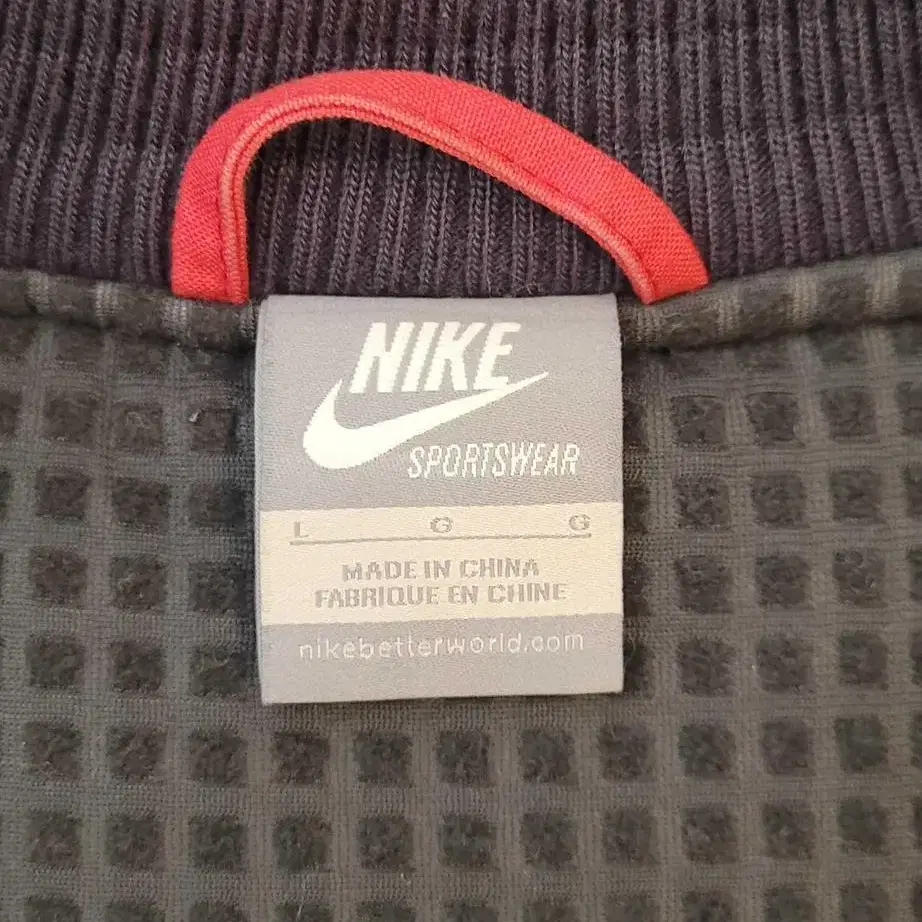 NIKE
SPORTSWEAR
L G G
MADE IN CHINA
FABRIQUE EN CHINE
nikebetterworld.com